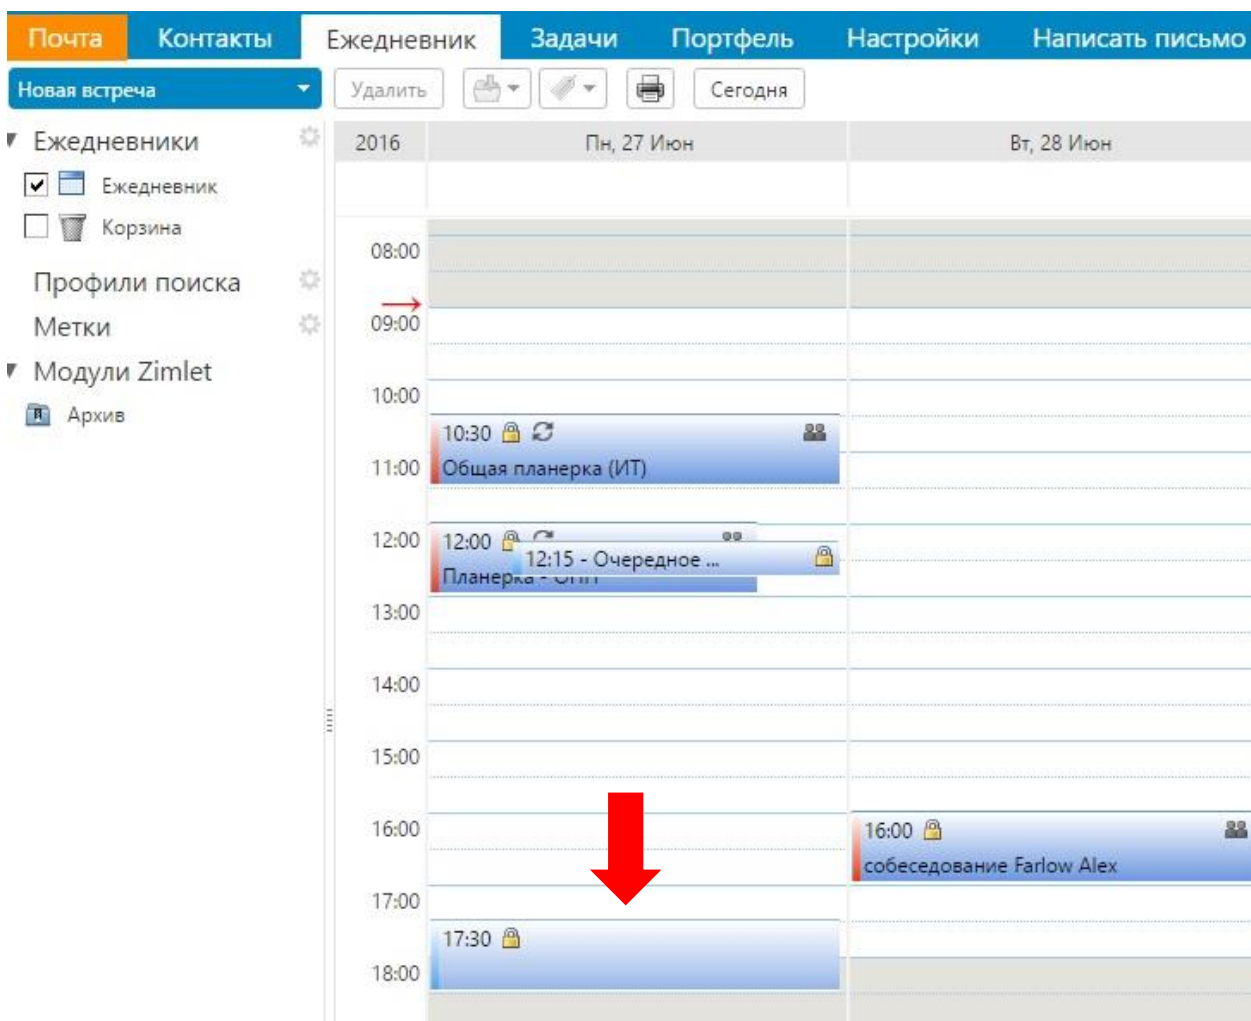 Почта Контакты Ежедневник Задачи Портфель Настройки Написать письмо
Новая встреча Удалить Сегодня
Ежедневники
Ежедневник
Корзина
Профили поиска
Метки
Модули Zimlet
Архив
2016 Пн, 27 Июн Вт, 28 Июн
08:00
09:00
10:00
10:30
11:00 Общая планерка (ИТ)
12:00 12:00
12:15 - Очередное ...
Планерка - ОПП
13:00
14:00
15:00
16:00 16:00
собеседование Farlow Alex
17:00
17:30
18:00